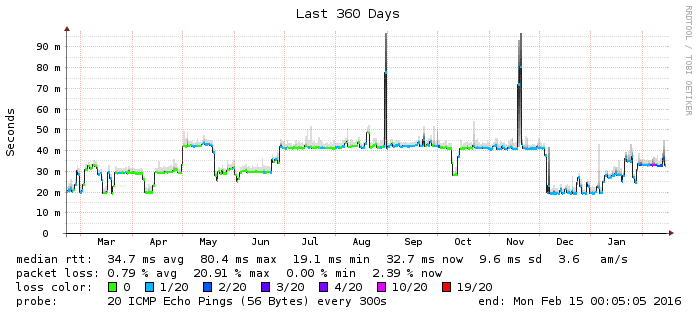 Last 360 Days
RRDTOOL / TOBI OETIKER
Seconds
90 m
80 m
70 m
60 m
50 m
40 m
30 m
20 m
10 m
0
Mar Apr May Jun Jul Aug Sep Oct Nov Dec Jan
median rtt: 34.7 ms avg 80.4 ms max 19.1 ms min 32.7 ms now 9.6 ms sd 3.6 am/s
packet loss: 0.79 % avg 20.91 % max 0.00 % min 2.39 % now
loss color: 0 1/20 2/20 3/20 4/20 10/20 19/20
probe: 20 ICMP Echo Pings (56 Bytes) every 300s end: Mon Feb 15 00:05:05 2016